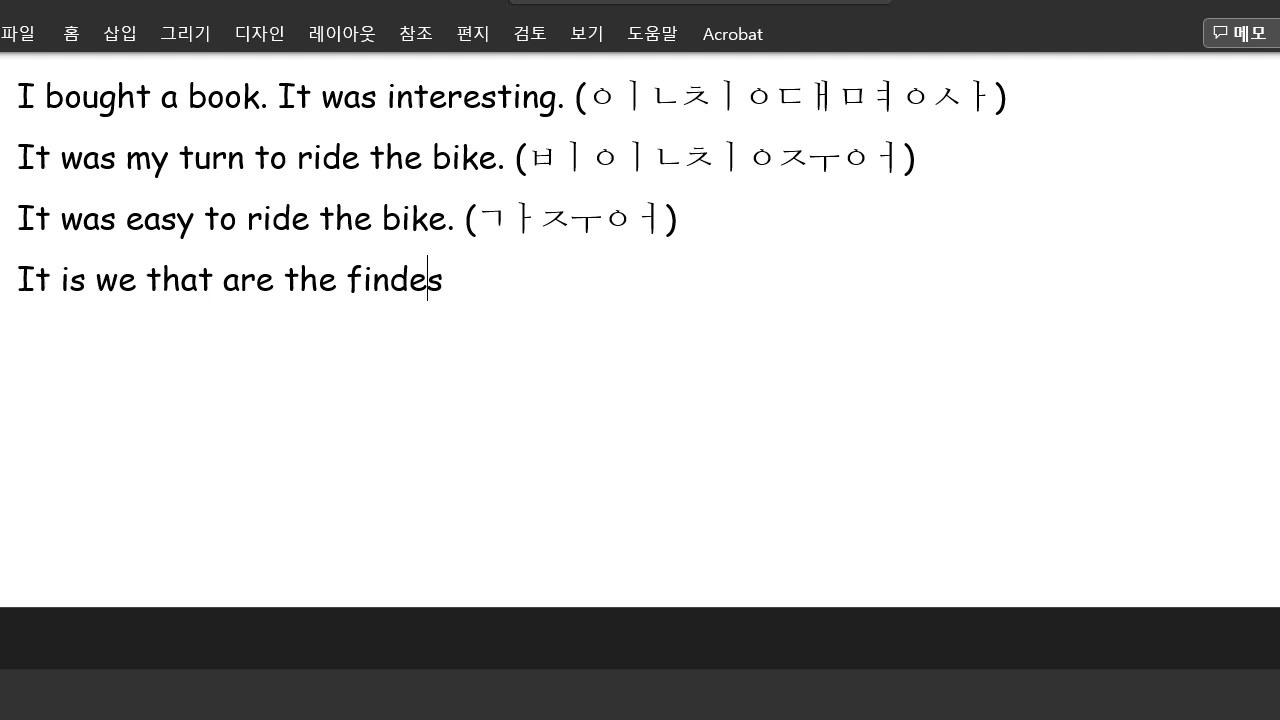 파일 홈 삽입 그리기 디자인 레이아웃 참조 편지 검토 보기 도움말 Acrobat 메모
I bought a book. It was interesting. (ㅇㅣㄴㅊㅣㅇㄷㅐㅁㅕㅇㅅㅏ)
It was my turn to ride the bike. (ㅂㅣㅇㅣㄴㅊㅣㅇㅈㅜㅇㅓ)
It was easy to ride the bike. (ㄱㅏㅈㅜㅇㅓ)
It is we that are the findes